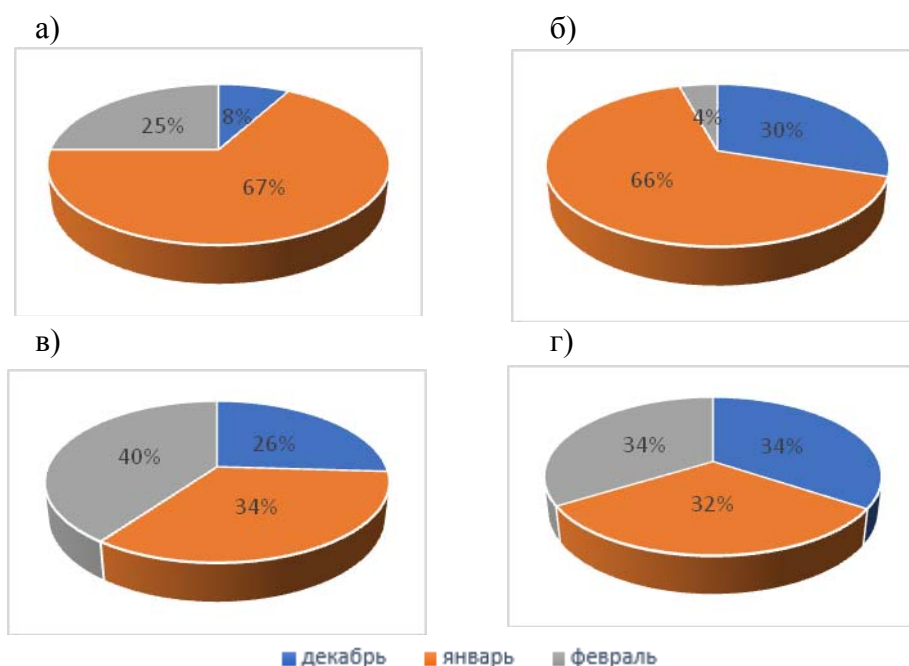 а)
б)
25%
8%
67%
4%
30%
66%
в)
г)
40%
26%
34%
34%
34%
32%
декабрь январь февраль